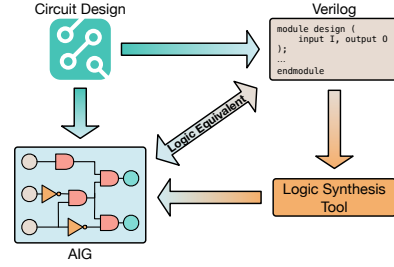 Circuit Design
Verilog
module design (
    input I, output O
);
…
endmodule
Logic Equivalent
Logic Synthesis
Tool
AIG